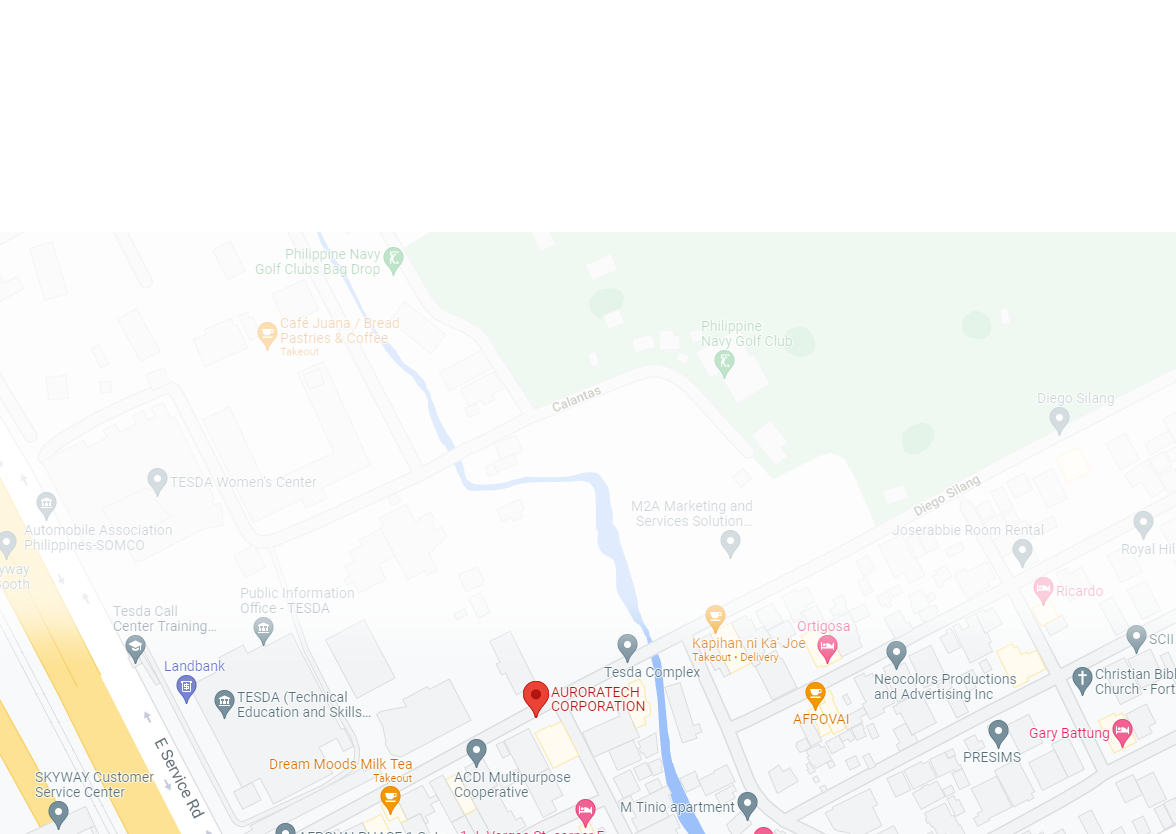 Philippine Navy
Golf Clubs Bag Drop
Café Juana / Bread
Pastries & Coffee
Takeout
Philippine
Navy Golf Club
Calantas
Diego Silang
TESDA Women's Center
Diego Silang
M2A Marketing and
Services Solution...
Automobile Association
Philippines-SOMCO
Joserabbie Room Rental
Royal Hil
yway
ooth
Public Information
Office - TESDA
Ricardo
Tesda Call
Center Training...
Ortigosa
Kapihan ni Ka' Joe
Takeout • Delivery
SCII
Landbank
Tesda Complex
Neocolors Productions
and Advertising Inc
Christian Bibl
Church - Fort
TESDA (Technical
Education and Skills...
AURORATECH
CORPORATION
AFPOVAI
Gary Battung
PRESIMS
E Service Rd
Dream Moods Milk Tea
Takeout
SKYWAY Customer
Service Center
ACDI Multipurpose
Cooperative
M Tinio apartment